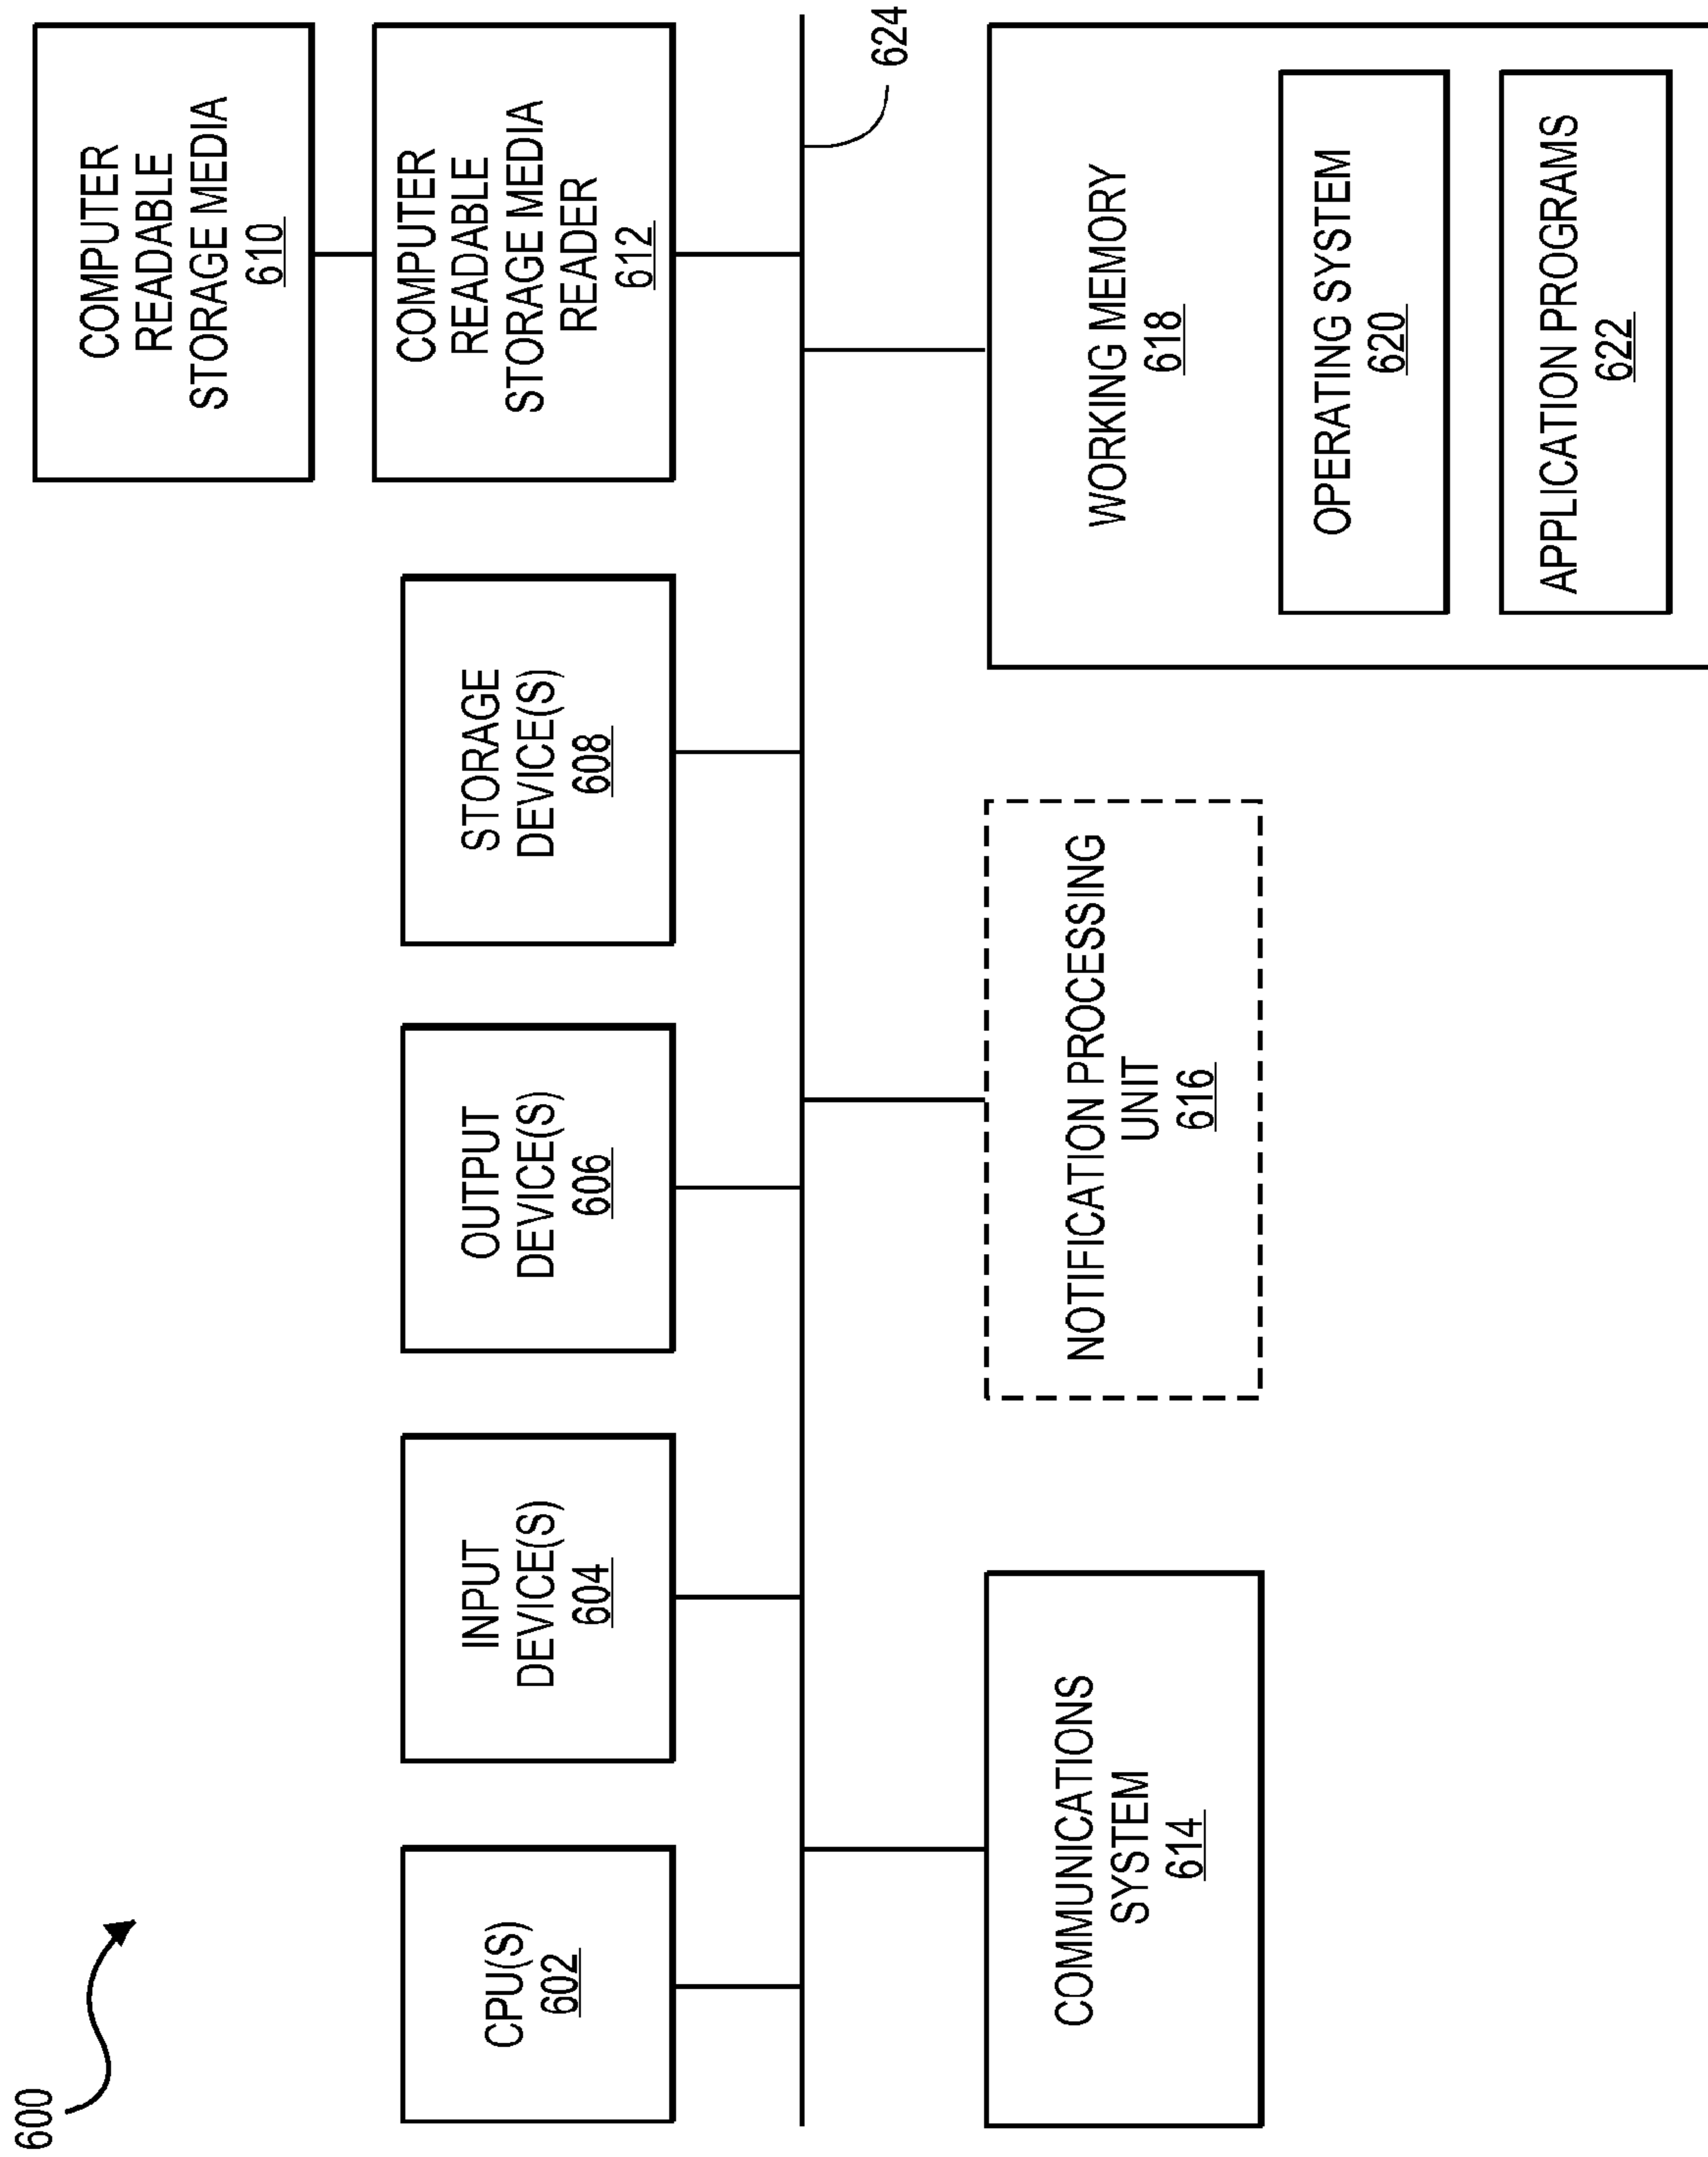 600
CPU(S)
602
INPUT
DEVICE(S)
604
OUTPUT
DEVICE(S)
606
STORAGE
DEVICE(S)
608
COMPUTER
READABLE
STORAGE MEDIA
610
COMPUTER
READABLE
STORAGE MEDIA
READER
612
624
COMMUNICATIONS
SYSTEM
614
NOTIFICATION PROCESSING
UNIT
616
WORKING MEMORY
618
OPERATING SYSTEM
620
APPLICATION PROGRAMS
622